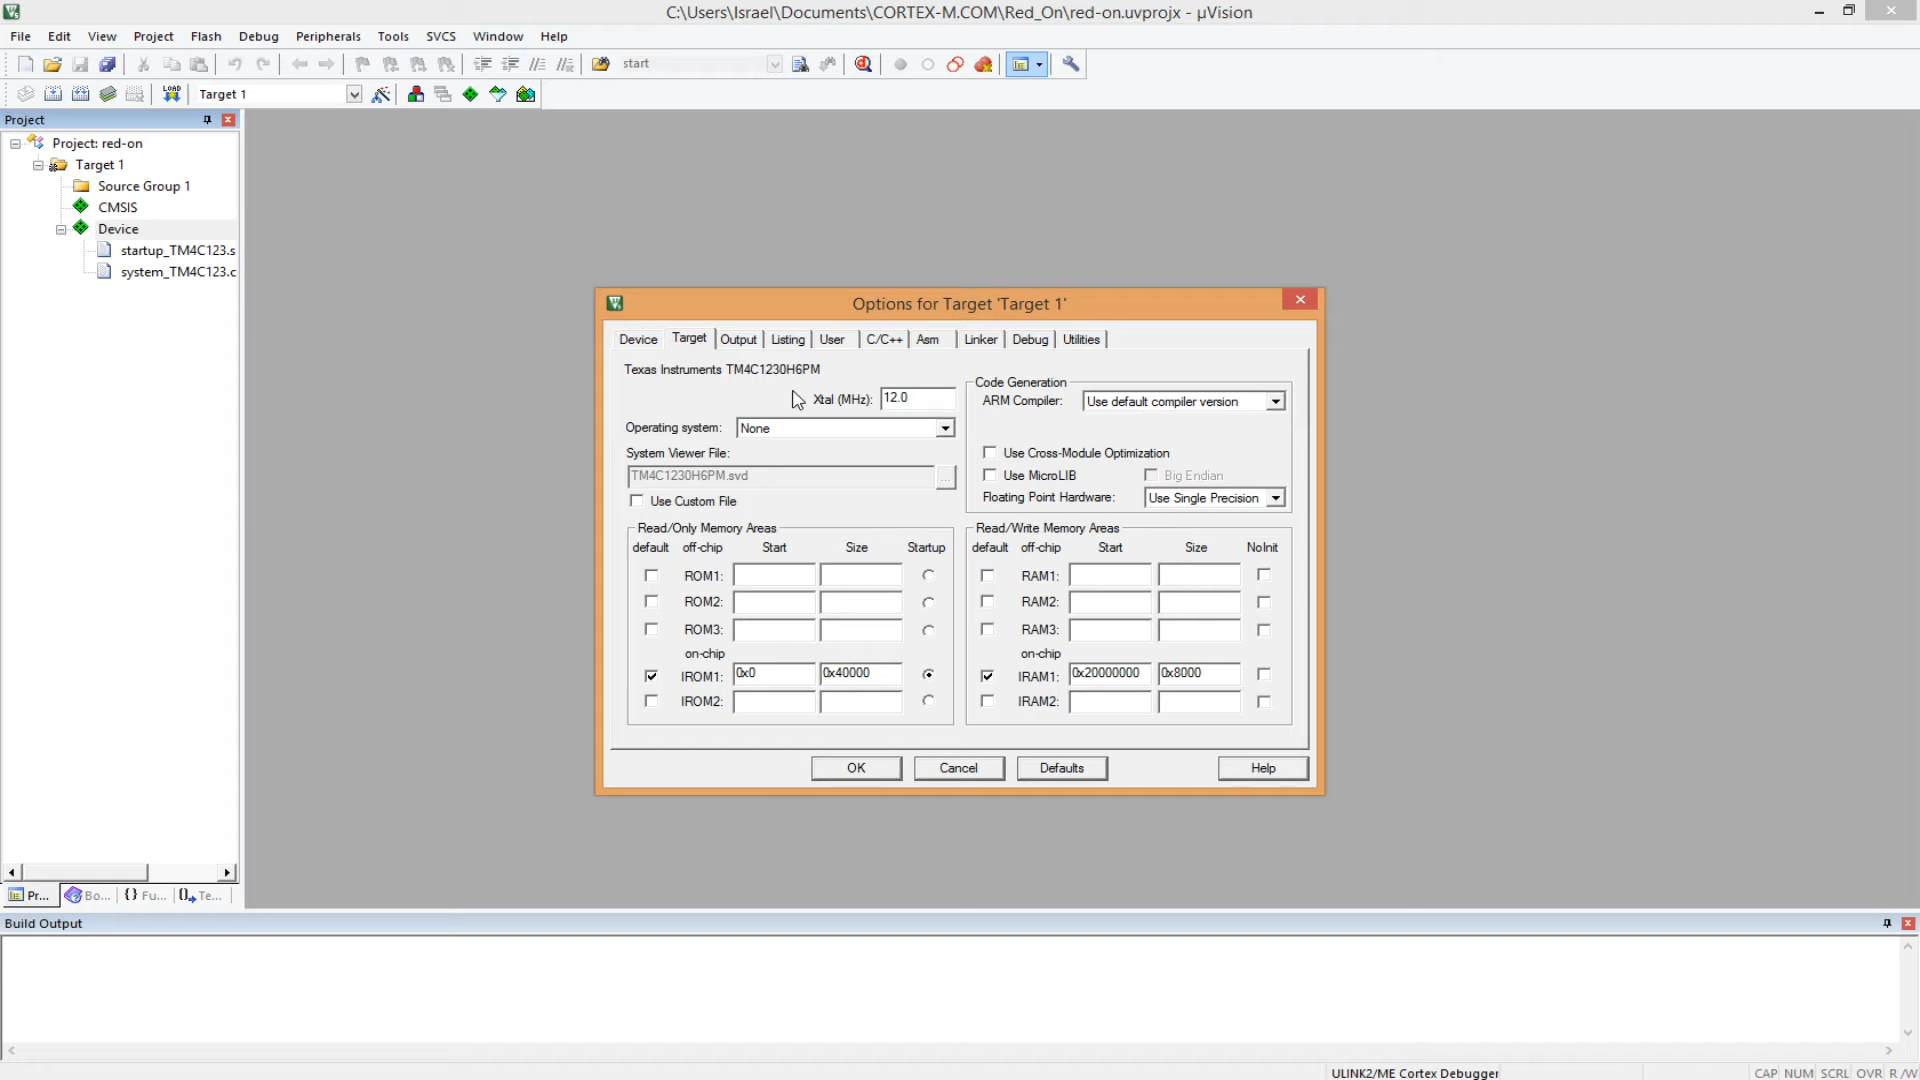 C:\Users\Israel\Documents\CORTEX-M.COM\Red_On\red-on.uvprojx - µVision
File Edit View Project Flash Debug Peripherals Tools SVCS Window Help
start
LOAD Target 1
Project
Project: red-on
Target 1
Source Group 1
CMSIS
Device
startup_TM4C123.s
system_TM4C123.c
Options for Target 'Target 1'
Device Target Output Listing User C/C++ Asm Linker Debug Utilities
Texas Instruments TM4C1230H6PM
Xtal (MHz): 12.0
Operating system: None
System Viewer File:
TM4C1230H6PM.svd ...
Use Custom File
Code Generation
ARM Compiler: Use default compiler version
Use Cross-Module Optimization
Use MicroLIB Big Endian
Floating Point Hardware: Use Single Precision
Read/Only Memory Areas
default off-chip Start Size Startup
ROM1:
ROM2:
ROM3:
on-chip
IROM1: 0x0 0x40000
IROM2:
Read/Write Memory Areas
default off-chip Start Size NoInit
RAM1:
RAM2:
RAM3:
on-chip
IRAM1: 0x20000000 0x8000
IRAM2:
OK Cancel Defaults Help
Pr... Bo... {} Fu... Te...
Build Output
ULINK2/ME Cortex Debugger CAP NUM SCRL OVR R/W